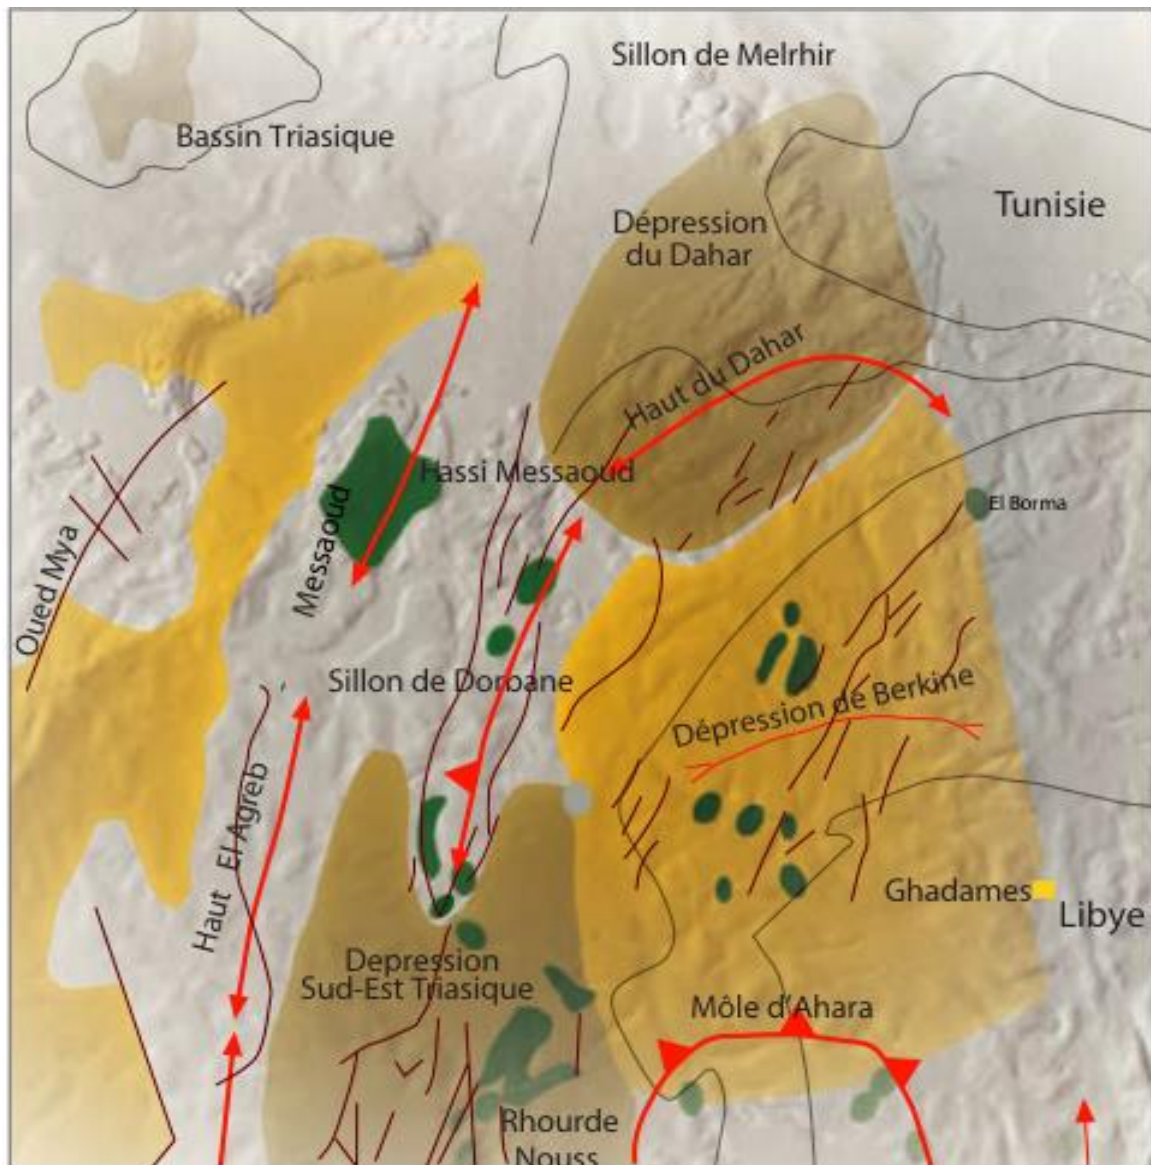 Sillon de Melrhir
Bassin Triasique
Tunisie
Dépression
du Dahar
Haut du Dahar
Hassi Messaoud
El Borma
Messaoud
Oued Mya
Sillon de Dorbane
Dépression de Berkine
Haut El Agreb
Ghadames
Libye
Depression
Sud-Est Triasique
Môle d'Ahara
Rhourde
Nouss